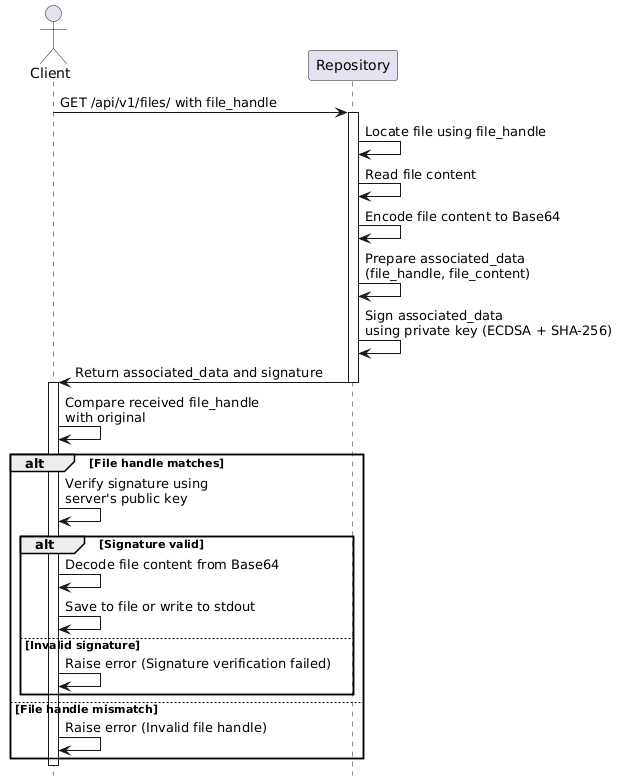 Client
Repository
GET /api/v1/files/ with file_handle
Locate file using file_handle
Read file content
Encode file content to Base64
Prepare associated_data
(file_handle, file_content)
Sign associated_data
using private key (ECDSA + SHA-256)
Return associated_data and signature
Compare received file_handle
with original
alt [File handle matches]
Verify signature using
server's public key
alt [Signature valid]
Decode file content from Base64
Save to file or write to stdout
[Invalid signature]
Raise error (Signature verification failed)
[File handle mismatch]
Raise error (Invalid file handle)